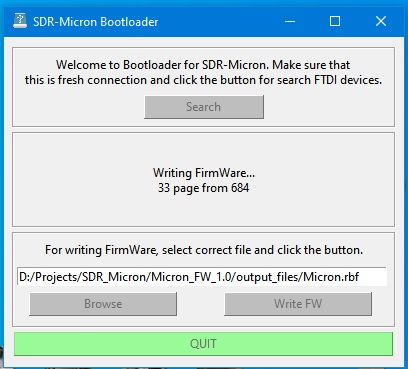 SDR-Micron Bootloader
Welcome to Bootloader for SDR-Micron. Make sure that
this is fresh connection and click the button for search FTDI devices.
Search
Writing FirmWare...
33 page from 684
For writing FirmWare, select correct file and click the button.
D:/Projects/SDR_Micron/Micron_FW_1.0/output_files/Micron.rbf
Browse
Write FW
QUIT